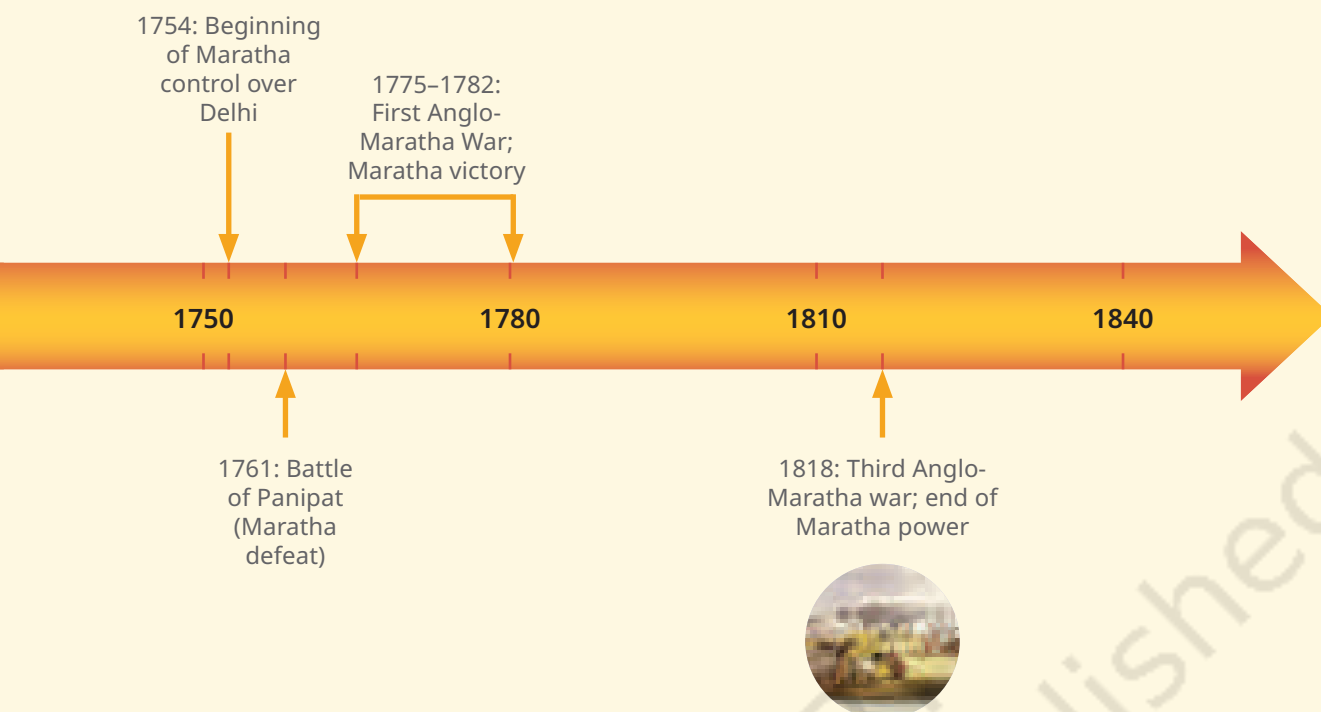 1754: Beginning
of Maratha
control over
Delhi
1775–1782:
First Anglo-
Maratha War;
Maratha victory
1750
1780
1810
1840
1761: Battle
of Panipat
(Maratha
defeat)
1818: Third Anglo-
Maratha war; end of
Maratha power